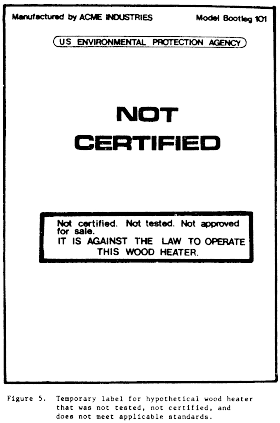 Manufactured by ACME INDUSTRIES Model Bootleg 101
US ENVIRONMENTAL PROTECTION AGENCY
NOT
CERTIFIED
Not certified. Not tested. Not approved
for sale.
IT IS AGAINST THE LAW TO OPERATE
THIS WOOD HEATER.
Figure 5. Temporary label for hypothetical wood heater
that was not tested, not certified, and
does not meet applicable standards.